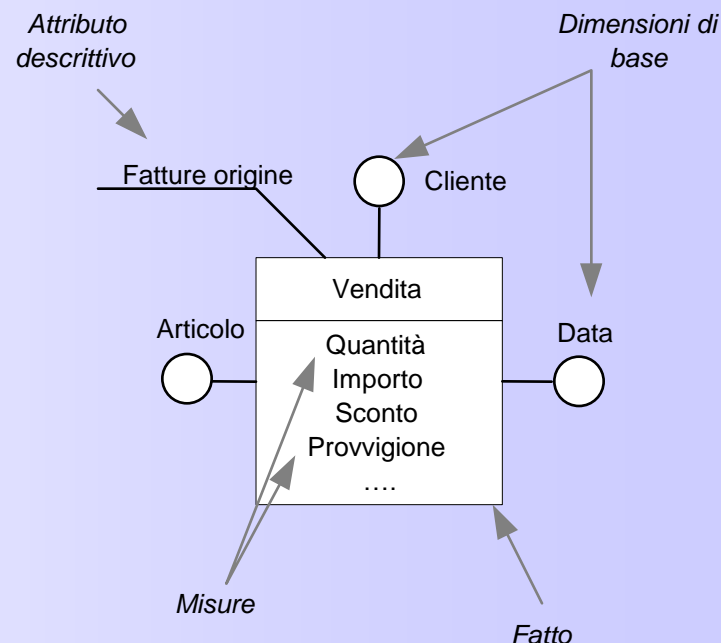 Attributo
descrittivo
Dimensioni di
base
Fatture origine
Cliente
Vendita
Articolo
Data
Quantità
Importo
Sconto
Provvigione
....
Misure
Fatto